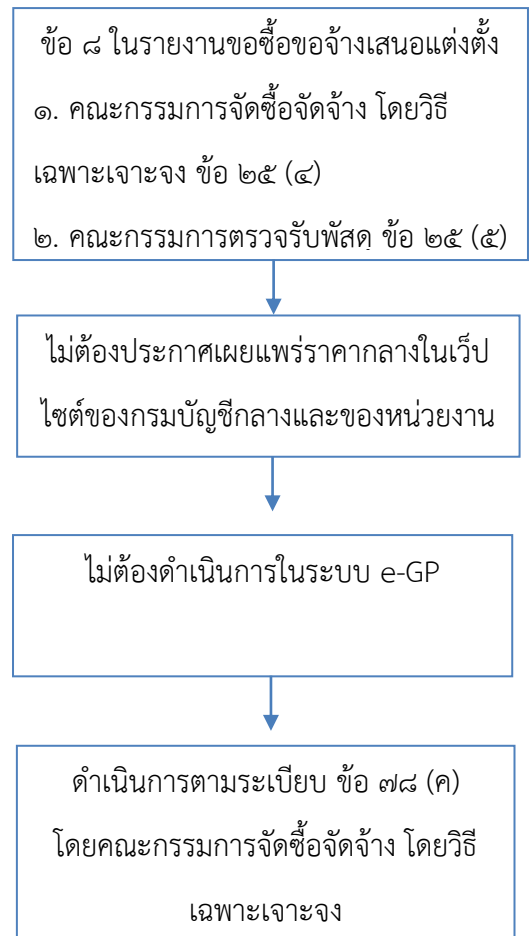 ข้อ ๘ ในรายงานขอซื้อขอจ้างเสนอแต่งตั้ง
๑. คณะกรรมการจัดซื้อจัดจ้าง โดยวิธี
เฉพาะเจาะจง ข้อ ๒๕ (๔)
๒. คณะกรรมการตรวจรับพัสดุ ข้อ ๒๕ (๕)
ไม่ต้องประกาศเผยแพร่ราคากลางในเว็ป
ไซต์ของกรมบัญชีกลางและของหน่วยงาน
ไม่ต้องดำเนินการในระบบ e-GP
ดำเนินการตามระเบียบ ข้อ ๗๘ (ค)
โดยคณะกรรมการจัดซื้อจัดจ้าง โดยวิธี
เฉพาะเจาะจง